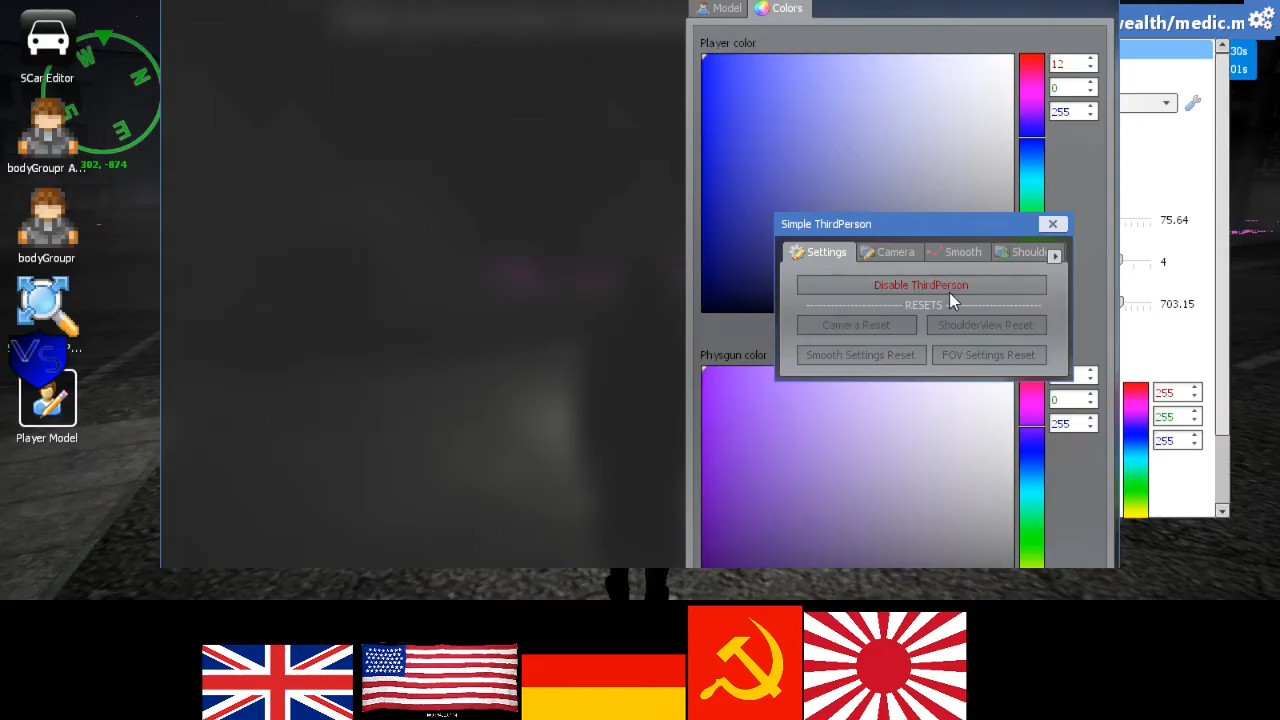 SCar Editor
W
N
S
E
302, -874
bodyGroupr A...
bodyGroupr
VS
Player Model
Model
Colors
Player color
12
0
255
Simple ThirdPerson
Settings
Camera
Smooth
Should
Disable ThirdPerson
RESETS
Camera Reset
ShoulderView Reset
Smooth Settings Reset
FOV Settings Reset
Physgun color
0
255
wealth/medic.m
30s
01s
75.64
4
703.15
255
255
255